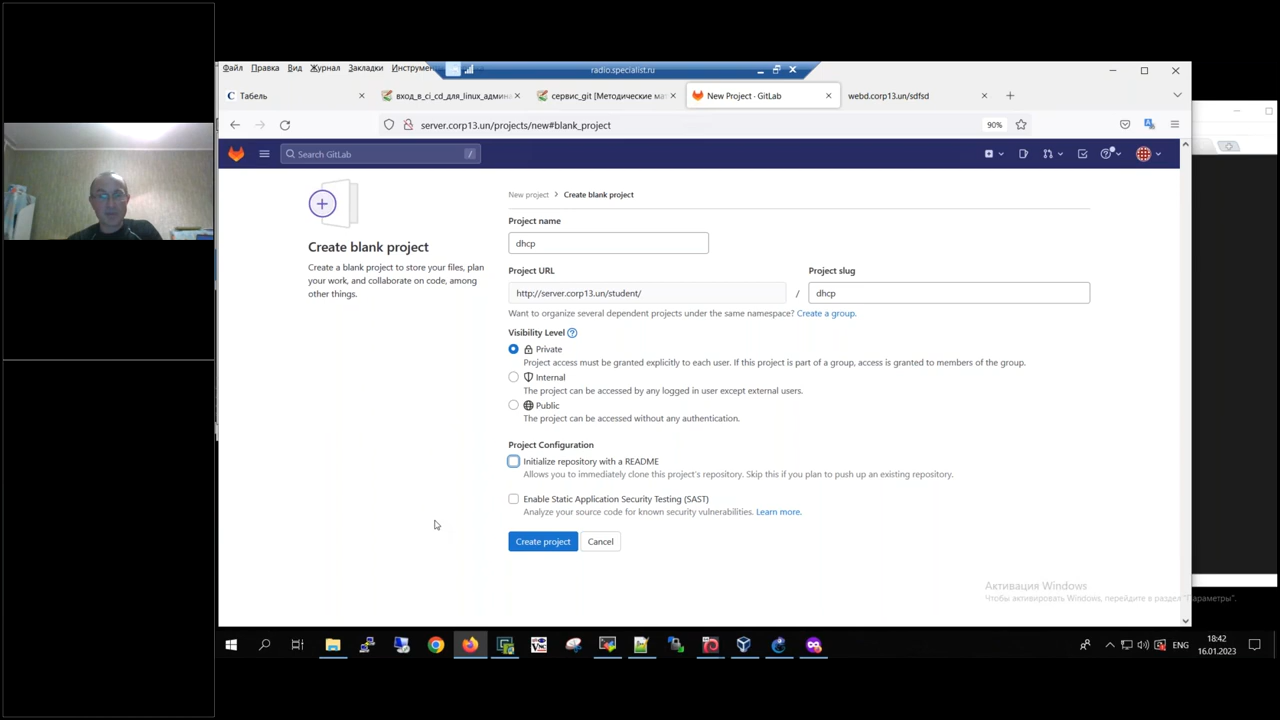 Файл Правка Вид Журнал Закладки Инструме
radio.specialist.ru
Табель
вход_в_ci_cd_для_linux_админа
сервис_git [Методические мат
New Project · GitLab
webd.corp13.un/sdfsd
server.corp13.un/projects/new#blank_project
90%
Search GitLab
/
New project > Create blank project
Create blank project
Create a blank project to store your files, plan
your work, and collaborate on code, among
other things.
Project name
dhcp
Project URL
Project slug
http://server.corp13.un/student/
/
dhcp
Want to organize several dependent projects under the same namespace? Create a group.
Visibility Level
Private
Project access must be granted explicitly to each user. If this project is part of a group, access is granted to members of the group.
Internal
The project can be accessed by any logged in user except external users.
Public
The project can be accessed without any authentication.
Project Configuration
Initialize repository with a README
Allows you to immediately clone this project's repository. Skip this if you plan to push up an existing repository.
Enable Static Application Security Testing (SAST)
Analyze your source code for known security vulnerabilities. Learn more.
Create project
Cancel
Активация Windows
Чтобы активировать Windows, перейдите в раздел "Параметры".
ENG
18:42
16.01.2023